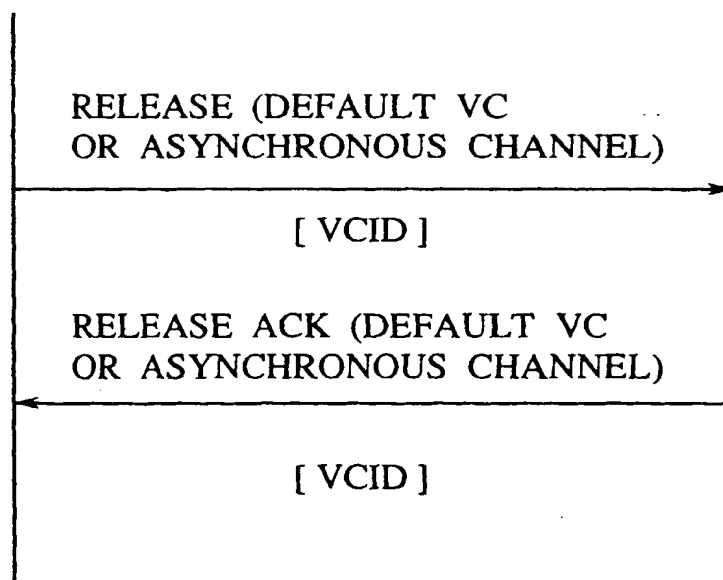 RELEASE (DEFAULT VC
OR ASYNCHRONOUS CHANNEL)
[ VCID ]
RELEASE ACK (DEFAULT VC
OR ASYNCHRONOUS CHANNEL)
[ VCID ]